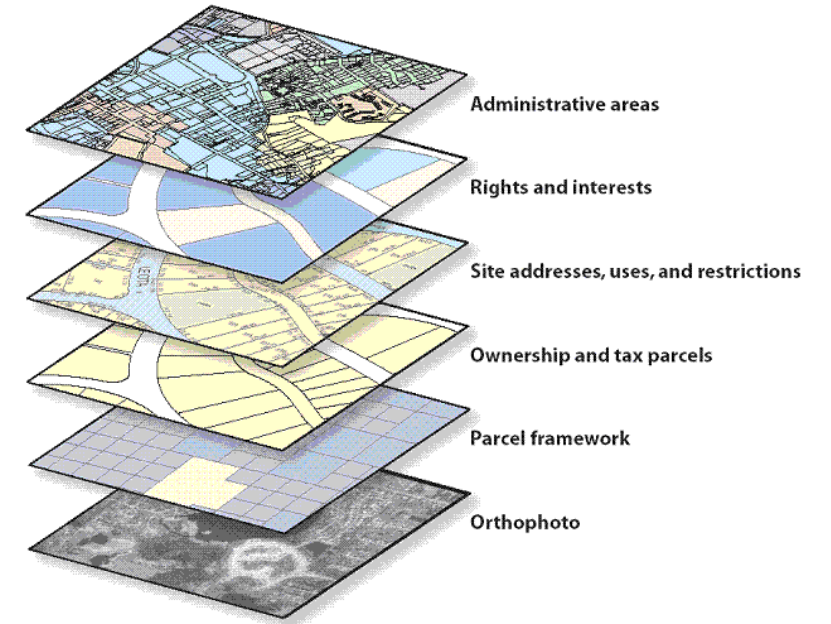 Administrative areas
Rights and interests
Site addresses, uses, and restrictions
Ownership and tax parcels
Parcel framework
Orthophoto